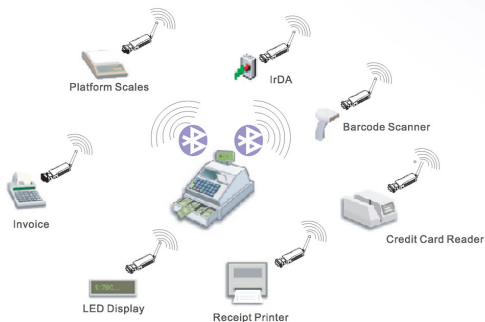 Platform Scales
IrDA
Barcode Scanner
Invoice
Credit Card Reader
LED Display
Receipt Printer